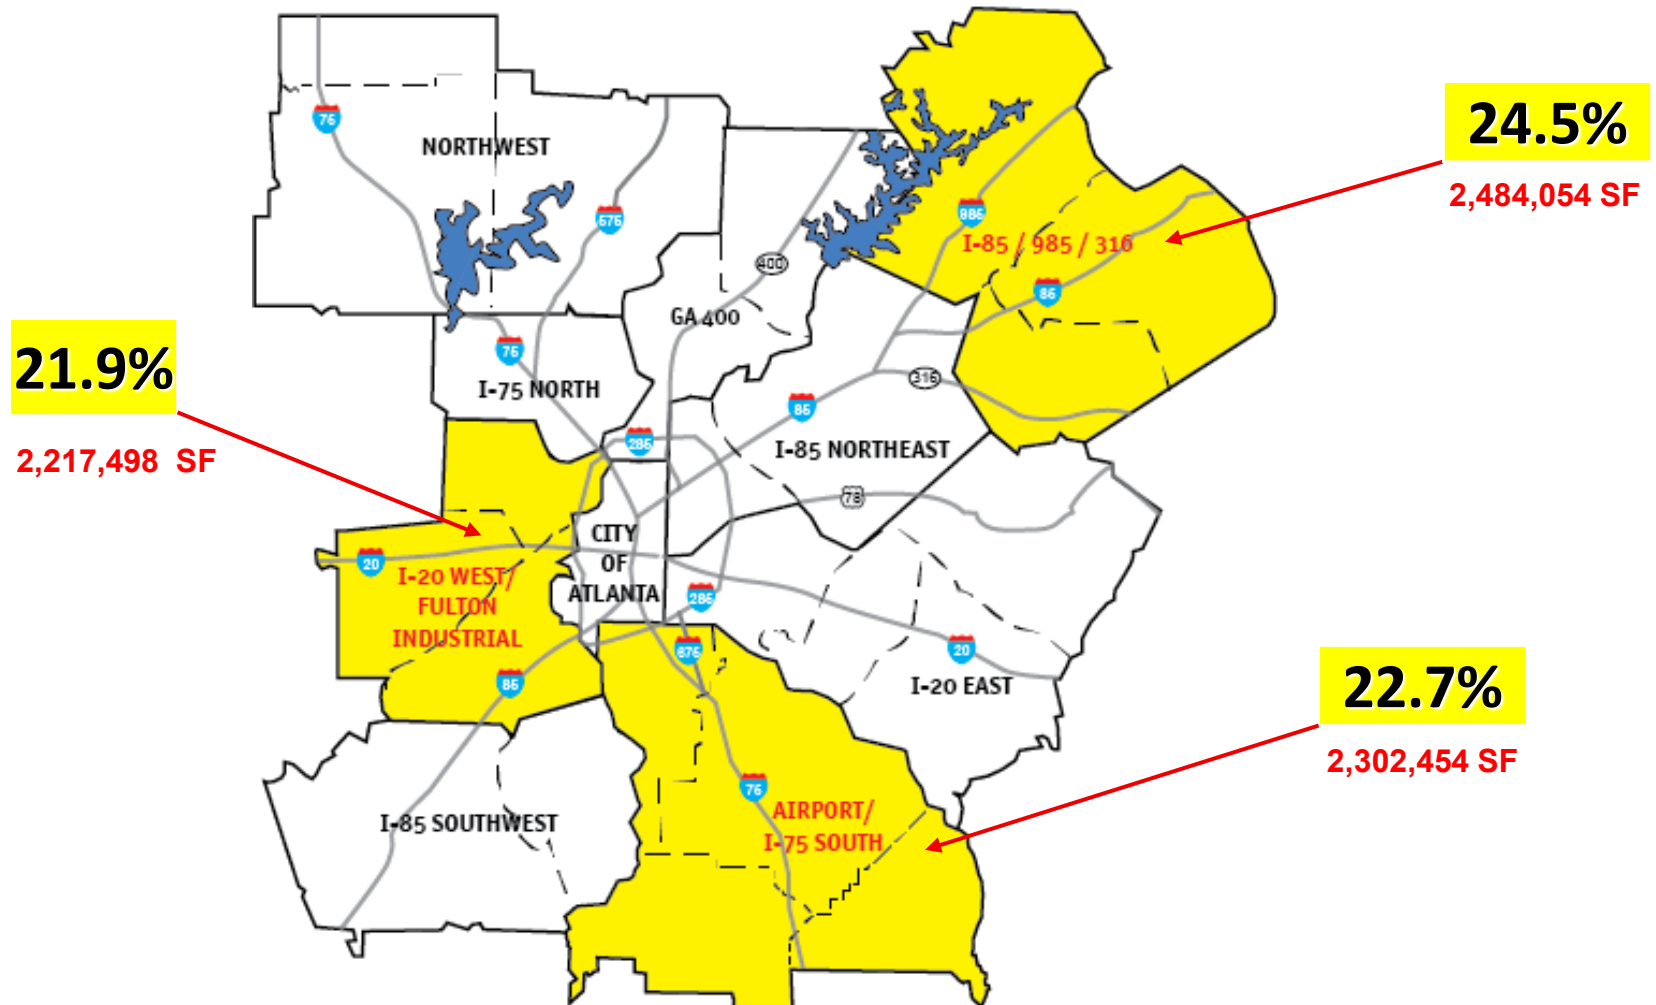 75
NORTHWEST
575
985
I-85 / 985 / 316
85
24.5%
2,484,054 SF
400
GA 400
75
I-75 NORTH
21.9%
2,217,498 SF
316
85
285
I-85 NORTHEAST
78
CITY
OF
ATLANTA
20
I-20 WEST/
FULTON
INDUSTRIAL
285
675
20
I-20 EAST
85
22.7%
2,302,454 SF
75
AIRPORT/
I-75 SOUTH
I-85 SOUTHWEST